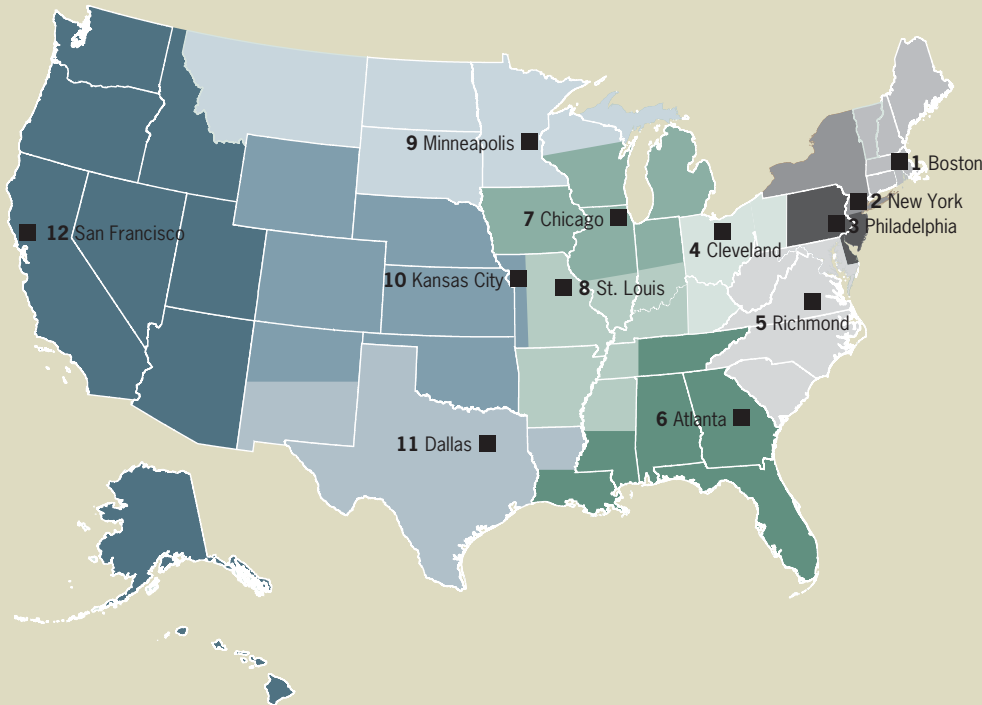 9 Minneapolis
1 Boston
2 New York
7 Chicago
3 Philadelphia
12 San Francisco
4 Cleveland
10 Kansas City
8 St. Louis
5 Richmond
6 Atlanta
11 Dallas